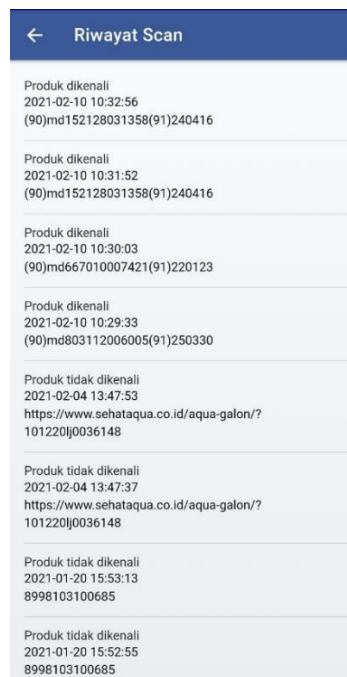 Riwayat Scan
Produk dikenali
2021-02-10 10:32:56
(90)md152128031358(91)240416
Produk dikenali
2021-02-10 10:31:52
(90)md152128031358(91)240416
Produk dikenali
2021-02-10 10:30:03
(90)md667010007421(91)220123
Produk dikenali
2021-02-10 10:29:33
(90)md803112006005(91)250330
Produk tidak dikenali
2021-02-04 13:47:53
https://www.sehataqua.co.id/aqua-galon/?
101220lj0036148
Produk tidak dikenali
2021-02-04 13:47:37
https://www.sehataqua.co.id/aqua-galon/?
101220lj0036148
Produk tidak dikenali
2021-01-20 15:53:13
8998103100685
Produk tidak dikenali
2021-01-20 15:52:55
8998103100685